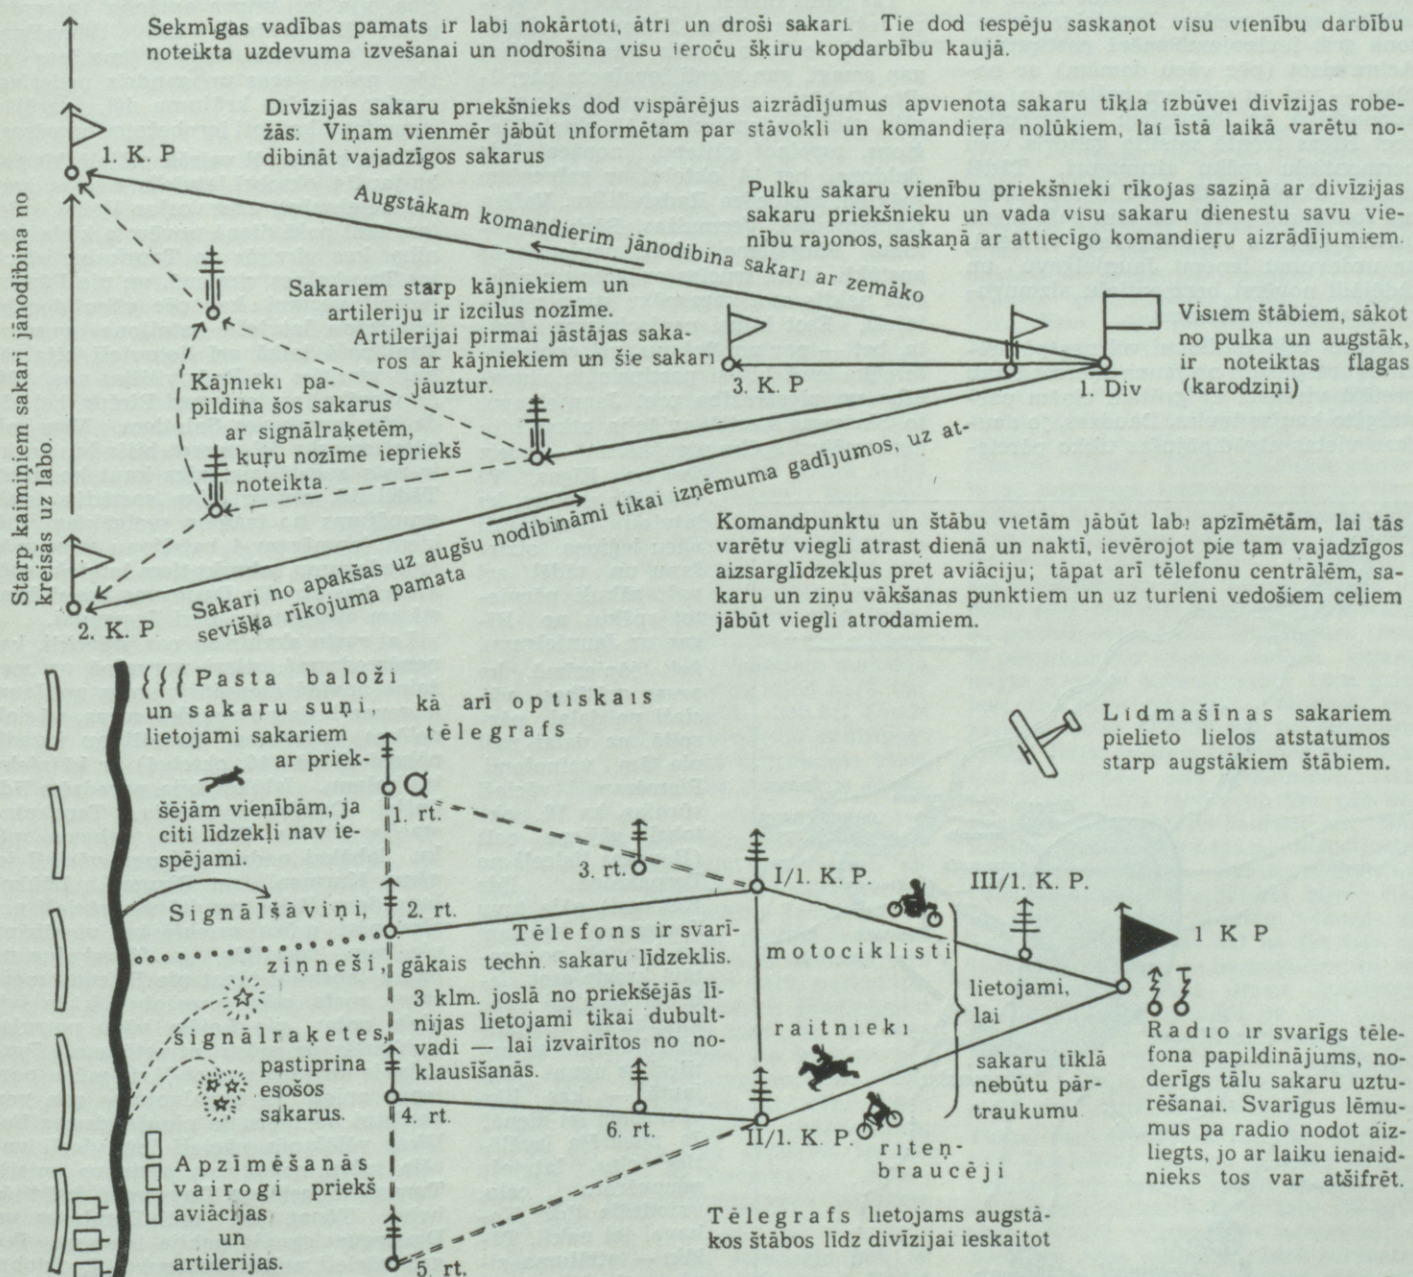 Sekmīgas vadības pamats ir labi nokārtoti, ātri un droši sakari. Tie dod iespēju saskaņot visu vienību darbību
noteikta uzdevuma izvešanai un nodrošina visu ieroču šķiru kopdarbību kaujā.
Divīzijas sakaru priekšnieks dod vispārējus aizrādījumus apvienota sakaru tīkla izbūvei divīzijas robe-
žās. Viņam vienmēr jābūt informētam par stāvokli un komandieŗa nolūkiem, lai īstā laikā varētu no-
dibināt vajadzīgos sakarus
1. K. P
Pulku sakaru vienību priekšnieki rīkojas saziņā ar divīzijas
sakaru priekšnieku un vada visu sakaru dienestu savu vie-
nību rajonos, saskaņā ar attiecīgo komandieŗu aizrādījumiem.
Augstākam komandierim jānodibina sakari ar zemāko
Starp kaimiņiem sakari jānodibina no
kreisās uz labo.
Sakariem starp kājniekiem un
artileriju ir izcilus nozīme.
Artilerijai pirmai jāstājas saka-
ros ar kājniekiem un šie sakari
jāuztur.
Kājnieki pa-
pildina šos sakarus
ar signālraķetēm,
kuŗu nozīme iepriekš
noteikta.
3. K. P
1. Div
Visiem štābiem, sākot
no pulka un augstāk,
ir noteiktas flagas
(karodziņi)
Sakari no apakšas uz augšu nodibināmi tikai izņēmuma gadījumos, uz at-
sevišķa rīkojuma pamata
2. K. P
Komandpunktu un štābu vietām jābūt labi apzīmētām, lai tās
varētu viegli atrast dienā un naktī, ievērojot pie tam vajadzīgos
aizsarglīdzekļus pret aviāciju; tāpat arī tēlefonu centrālēm, sa-
karu un ziņu vākšanas punktiem un uz turieni vedošiem ceļiem
jābūt viegli atrodamiem.
Pasta baloži
un sakaru suņi,
lietojami sakariem
ar priek-
šējām vienībām, ja
citi līdzekļi nav ie-
spējami.
kā arī optiskais
tēlegrafs
Lidmašīnas sakariem
pielieto lielos atstatumos
starp augstākiem štābiem.
1. rt.
3. rt.
I/1. K. P.
III/1. K. P.
1 K P
Signālšāviņi,
2. rt.
ziņneši,
signālraķetes,
pastiprina
esošos
sakarus.
Tēlefons ir svarī-
gākais techn. sakaru līdzeklis.
3 klm. joslā no priekšējās lī-
nijas lietojami tikai dubult-
vadi — lai izvairītos no no-
klausīšanās.
motociklisti
raitnieki
riteņ-
braucēji
lietojami,
lai
sakaru tīklā
nebūtu pār-
traukumu
4. rt.
6. rt.
II/1. K. P.
Radio ir svarīgs tēle-
fona papildinājums, no-
derīgs tālu sakaru uztu-
rēšanai. Svarīgus lēmu-
mus pa radio nodot aiz-
liegts, jo ar laiku ienaid-
nieks tos var atšifrēt.
Apzīmēšanās
vairogi priekš
aviācijas
un
artilerijas.
5. rt.
Tēlegrafs lietojams augstā-
kos štābos līdz divīzijai ieskaitot